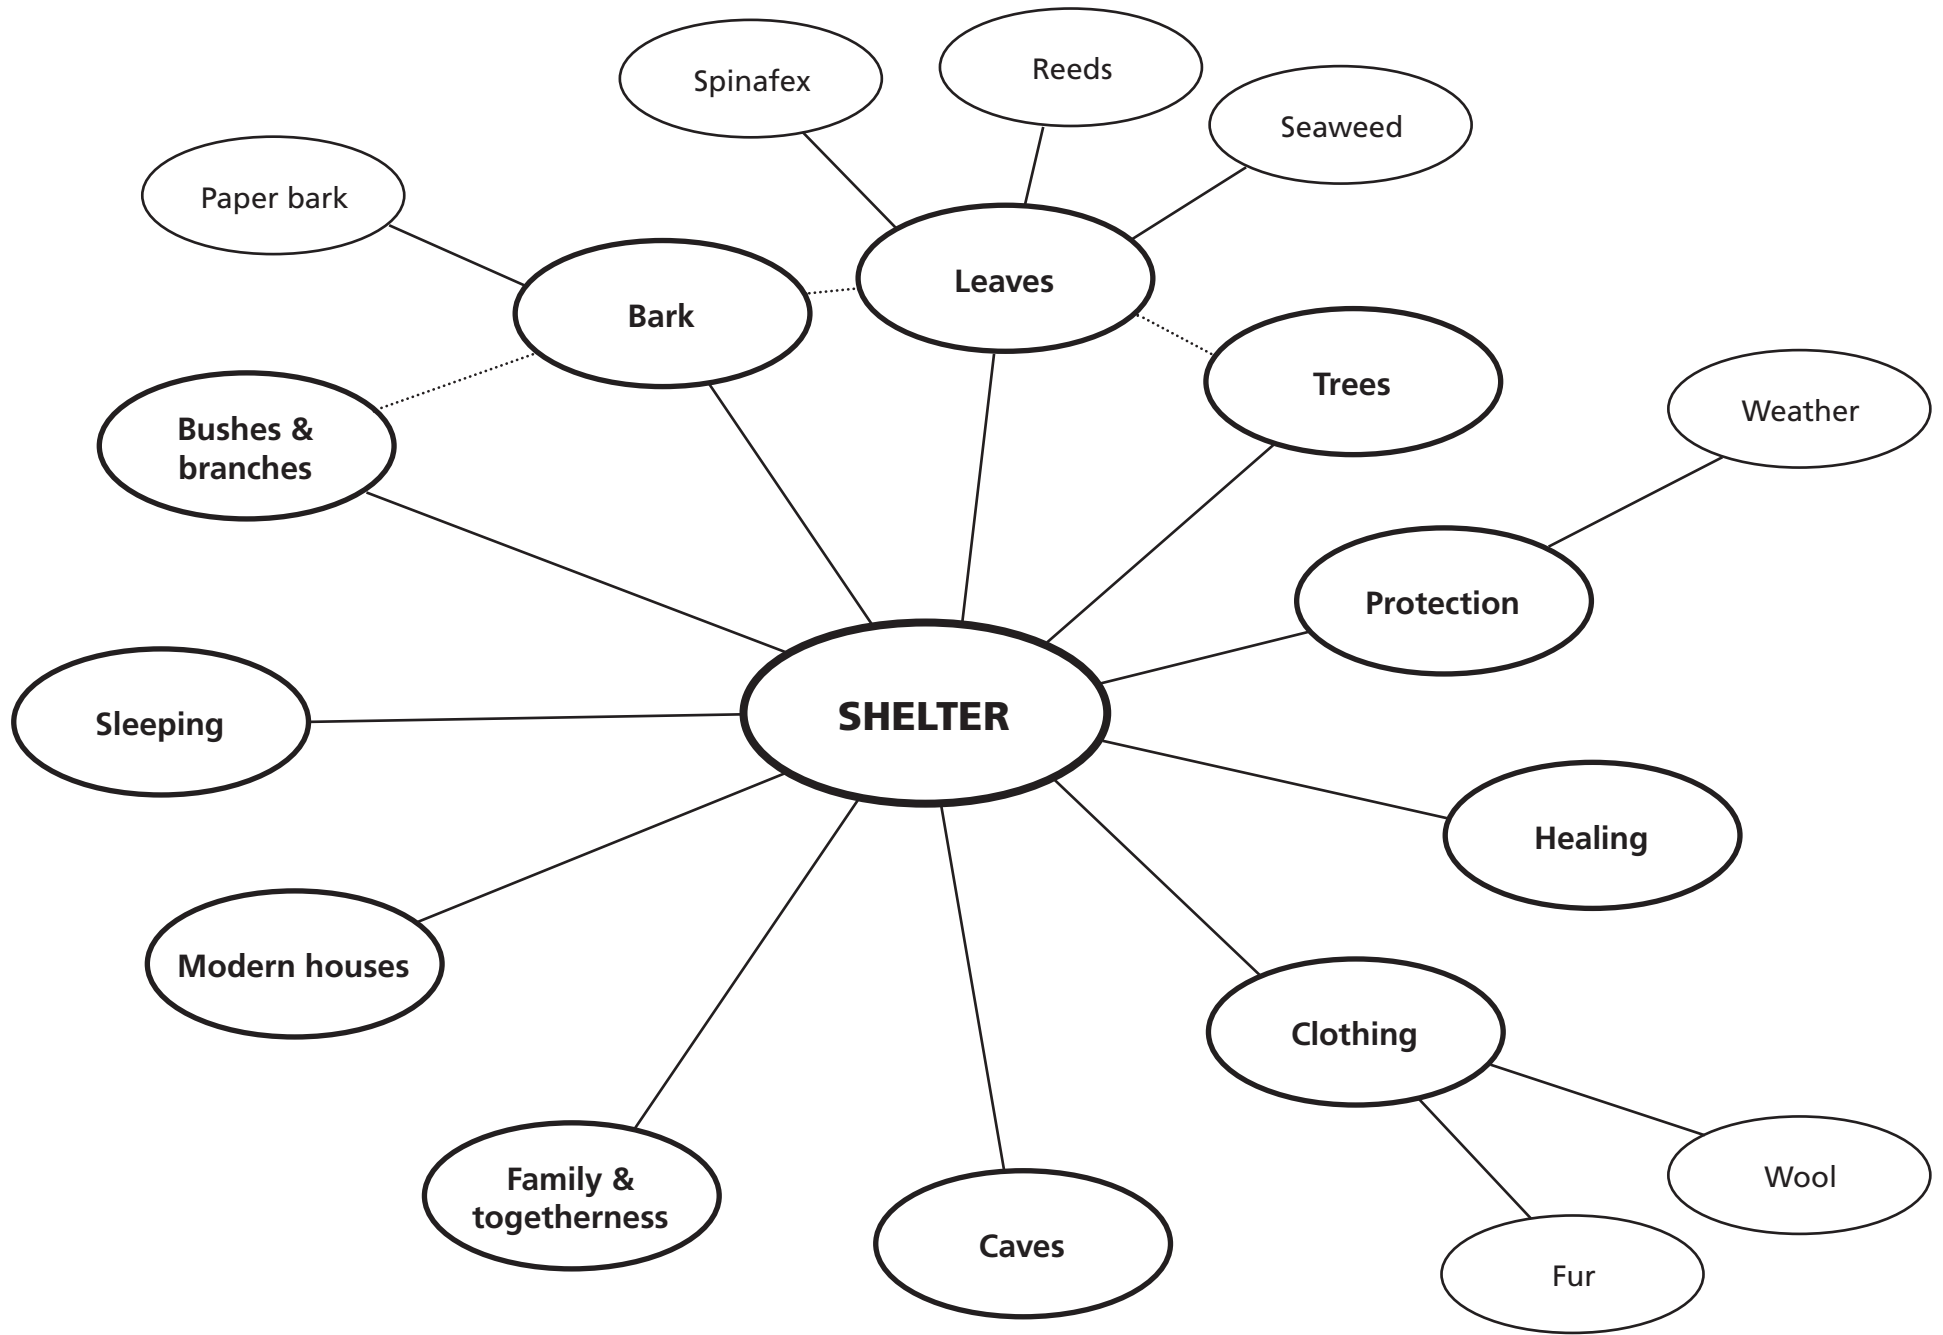 Spinafex
Reeds
Seaweed
Paper bark
Leaves
Bark
Trees
Weather
Bushes &
branches
Protection
SHELTER
Sleeping
Healing
Modern houses
Clothing
Family &
togetherness
Wool
Caves
Fur